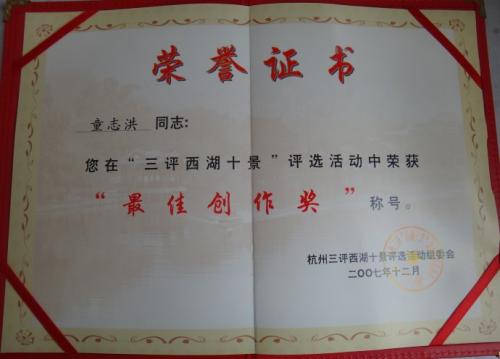 荣誉证书
童志洪 同志:
您在“三评西湖十景”评选活动中荣获
“最佳创作奖”称号。
杭州三评西湖十景评选活动组委会
二〇〇七年十二月